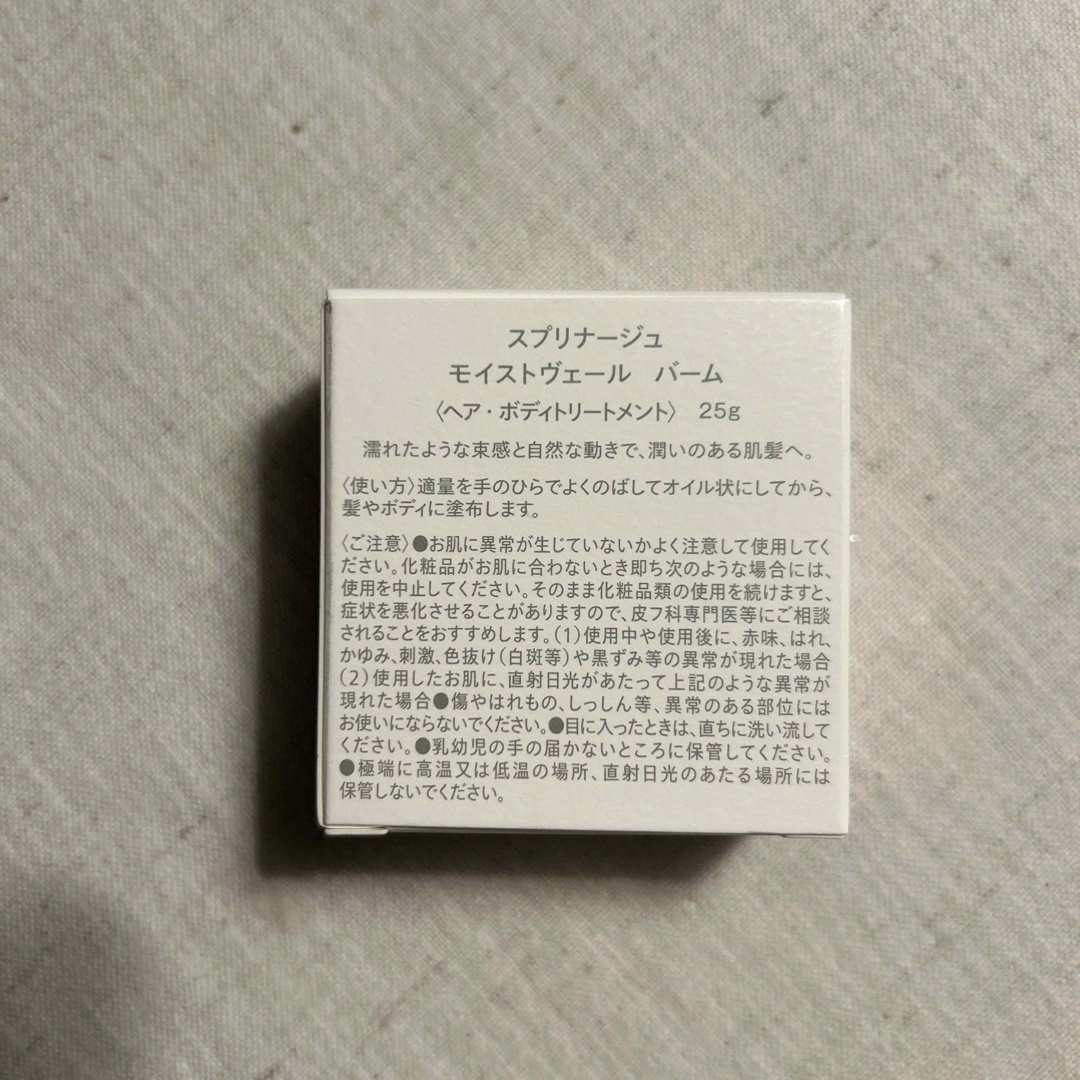 スプリナージュ
モイストヴェール　バーム
〈ヘア・ボディトリートメント〉 25g
濡れたような束感と自然な動きで、潤いのある肌髪へ。
〈使い方〉適量を手のひらでよくのばしてオイル状にしてから、
髪やボディに塗布します。
〈ご注意〉●お肌に異常が生じていないかよく注意して使用してく
ださい。化粧品がお肌に合わないとき即ち次のような場合には、
使用を中止してください。そのまま化粧品類の使用を続けますと、
症状を悪化させることがありますので、皮フ科専門医等にご相談
されることをおすすめします。(1)使用中や使用後に、赤味、はれ、
かゆみ、刺激、色抜け(白斑等)や黒ずみ等の異常が現れた場合
(2)使用したお肌に、直射日光があたって上記のような異常が
現れた場合●傷やはれもの、しっしん等、異常のある部位には
お使いにならないでください。●目に入ったときは、直ちに洗い流して
ください。●乳幼児の手の届かないところに保管してください。
●極端に高温又は低温の場所、直射日光のあたる場所には
保管しないでください。